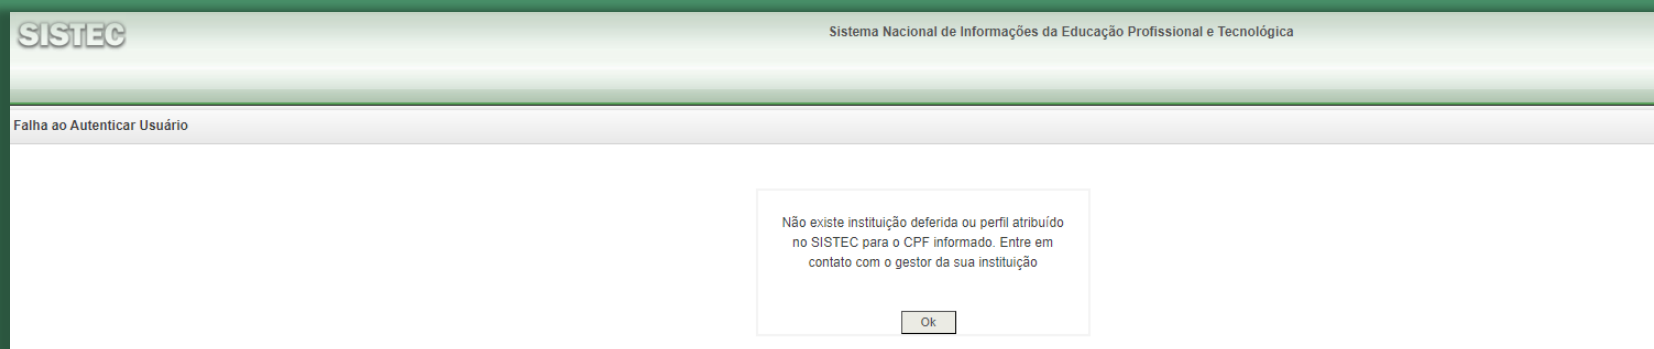 SISTEC
Sistema Nacional de Informações da Educação Profissional e Tecnológica
Falha ao Autenticar Usuário
Não existe instituição deferida ou perfil atribuído
no SISTEC para o CPF informado. Entre em
contato com o gestor da sua instituição
Ok